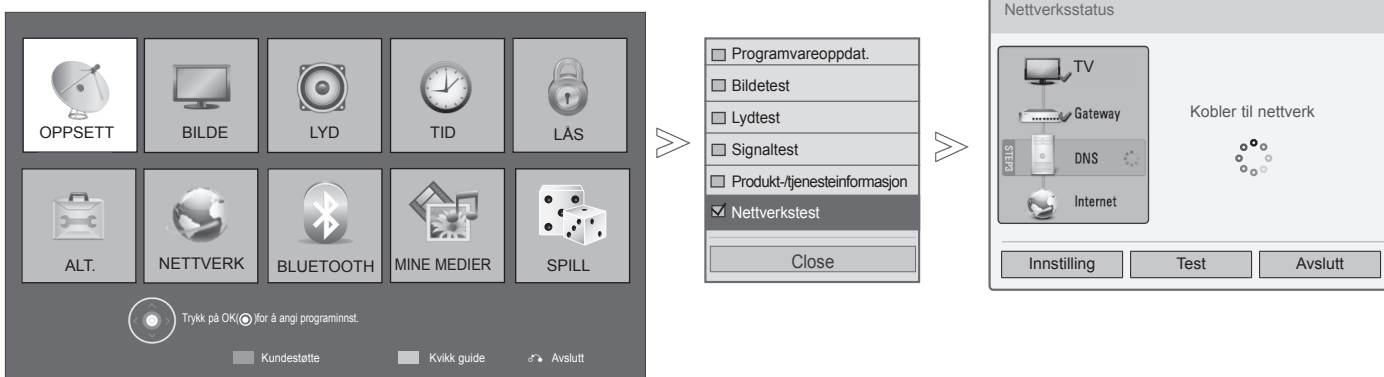 OPPSETT
BILDE
LYD
TID
LÅS
ALT.
NETTVERK
BLUETOOTH
MINE MEDIER
SPILL
Trykk på OK( )for å angi programinnst.
Kundestøtte
Kvikk guide
Avslutt
Programvareoppdat.
Bildetest
Lydtest
Signaltest
Produkt-/tjenesteinformasjon
Nettverkstest
Close
Nettverksstatus
TV
Gateway
STEP3
DNS
Internet
Kobler til nettverk
Innstilling
Test
Avslutt